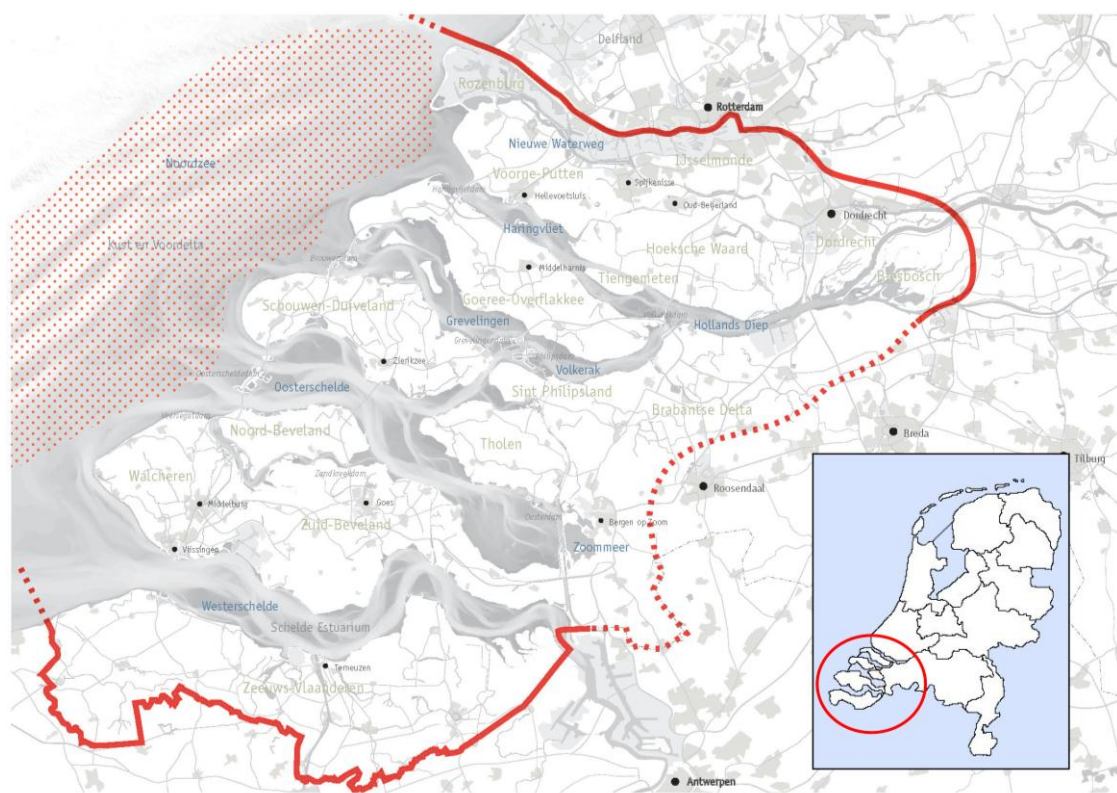 Delfland
Rozenburg
Rotterdam
Nieuwe Waterweg
IJsselmonde
Noordzee
Voorne-Putten
Spijkenisse
Hellevoetsluis
Oud-Beijerland
Dordrecht
Haringvliet
Dordrecht
Kust en Voordelta
Hoeksche Waard
Brouwersdam
Middelharnis
Tiengemeten
Biesbosch
Schouwen-Duiveland
Goeree-Overflakkee
Grevelingen
Hollands Diep
Zierikzee
Volkerak
Oosterschelde
Sint Philipsland
Brabantse Delta
Noord-Beveland
Tholen
Breda
Tilburg
Walcheren
Zandkreekdam
Roosendaal
Middelburg
Goes
Oesterdam
Bergen op Zoom
Zuid-Beveland
Vlissingen
Zoommeer
Westerschelde
Schelde Estuarium
Terneuzen
Zeeuws-Vlaanderen
Antwerpen